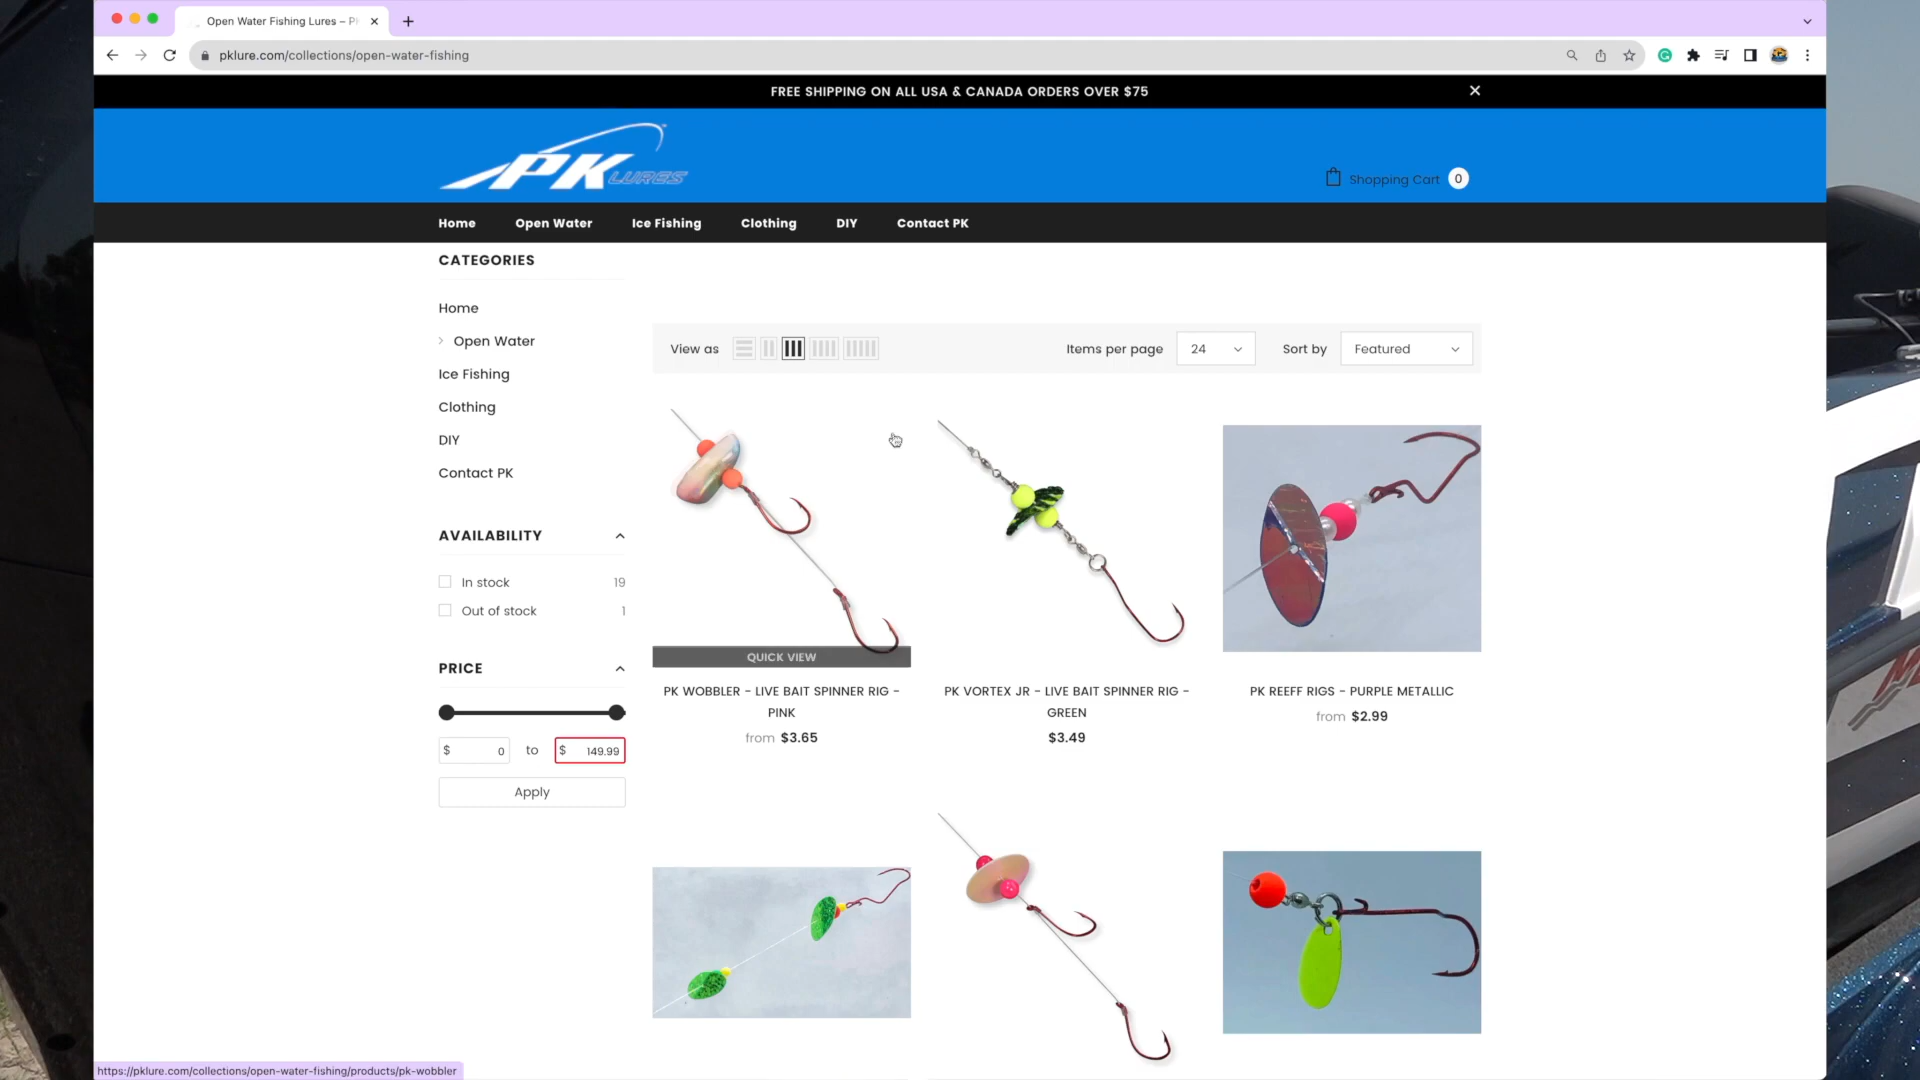 Open Water Fishing Lures – P
pklure.com/collections/open-water-fishing
FREE SHIPPING ON ALL USA & CANADA ORDERS OVER $75
PK LURES
Shopping Cart 0
Home Open Water Ice Fishing Clothing DIY Contact PK
CATEGORIES
Home
Open Water
Ice Fishing
Clothing
DIY
Contact PK
AVAILABILITY
In stock 19
Out of stock 1
PRICE
$ 0 to $ 149.99
Apply
View as
Items per page 24 Sort by Featured
QUICK VIEW
PK WOBBLER - LIVE BAIT SPINNER RIG -
PINK
from $3.65
PK VORTEX JR - LIVE BAIT SPINNER RIG -
GREEN
$3.49
PK REEFF RIGS - PURPLE METALLIC
from $2.99
https://pklure.com/collections/open-water-fishing/products/pk-wobbler